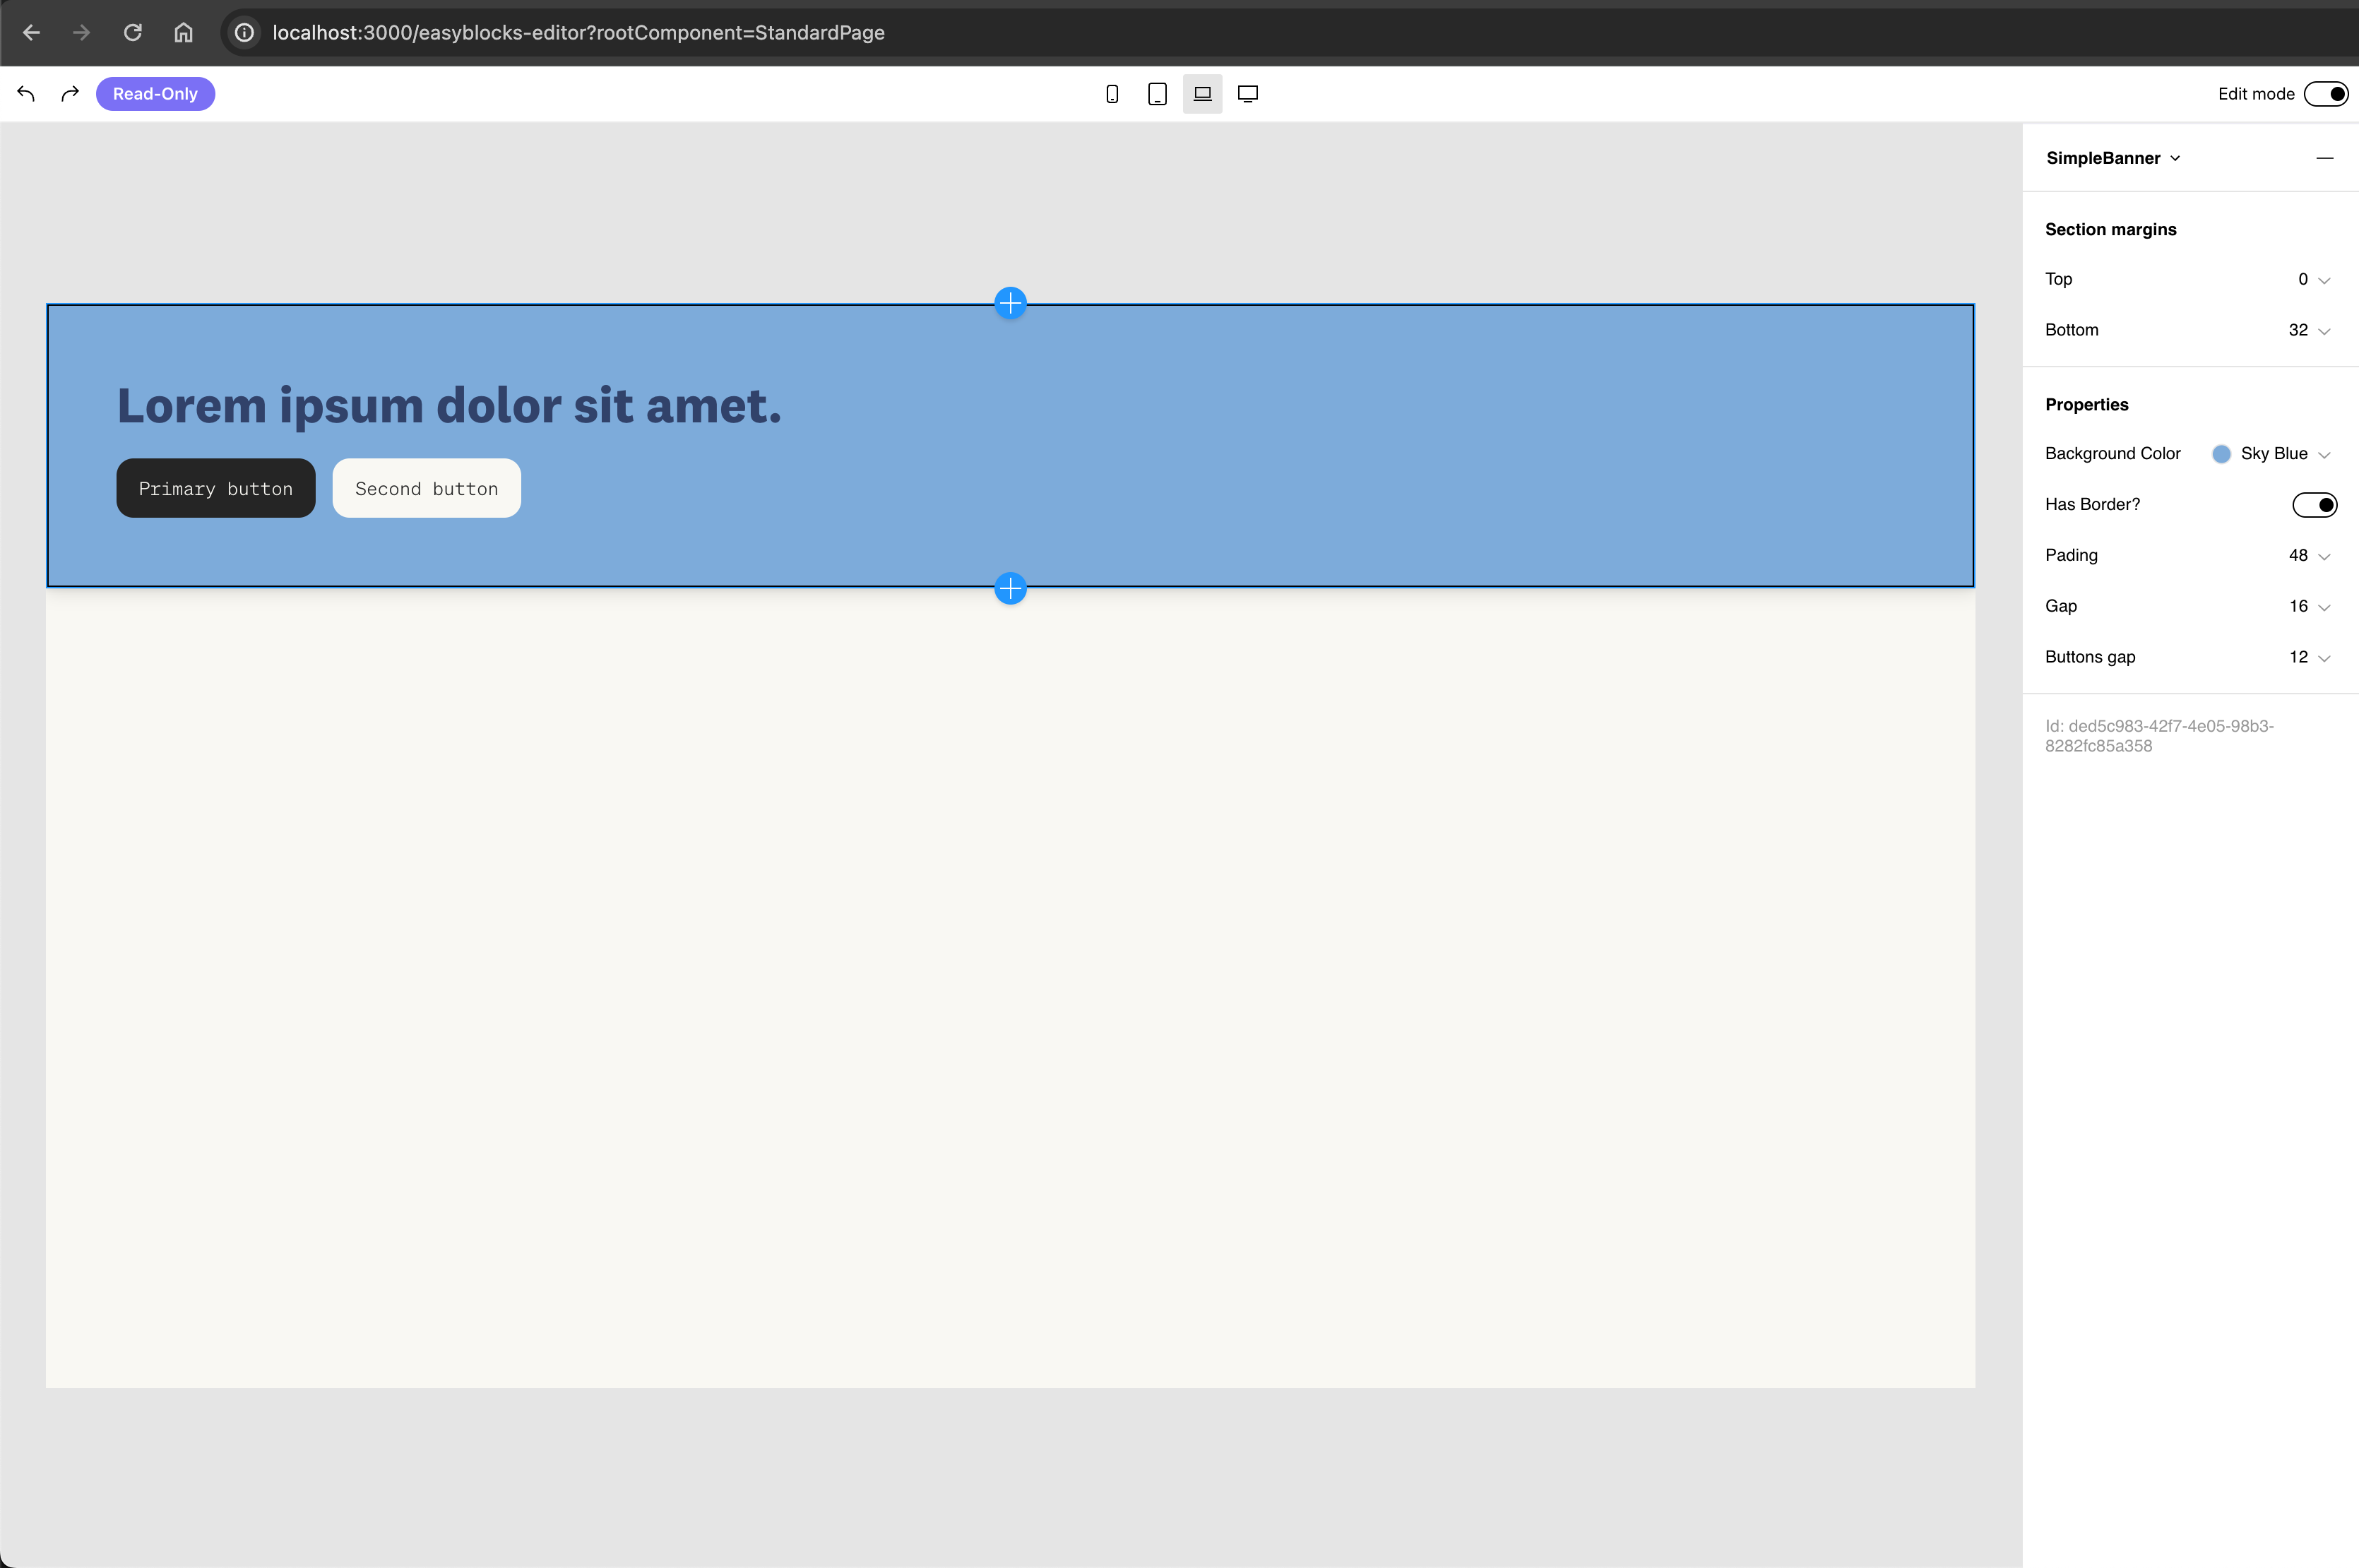 localhost:3000/easyblocks-editor?rootComponent=StandardPage
Read-Only
Edit mode
SimpleBanner
Section margins
Top 0
Bottom 32
Lorem ipsum dolor sit amet.
Primary button Second button
Properties
Background Color Sky Blue
Has Border?
Pading 48
Gap 16
Buttons gap 12
Id: ded5c983-42f7-4e05-98b3-
8282fc85a358